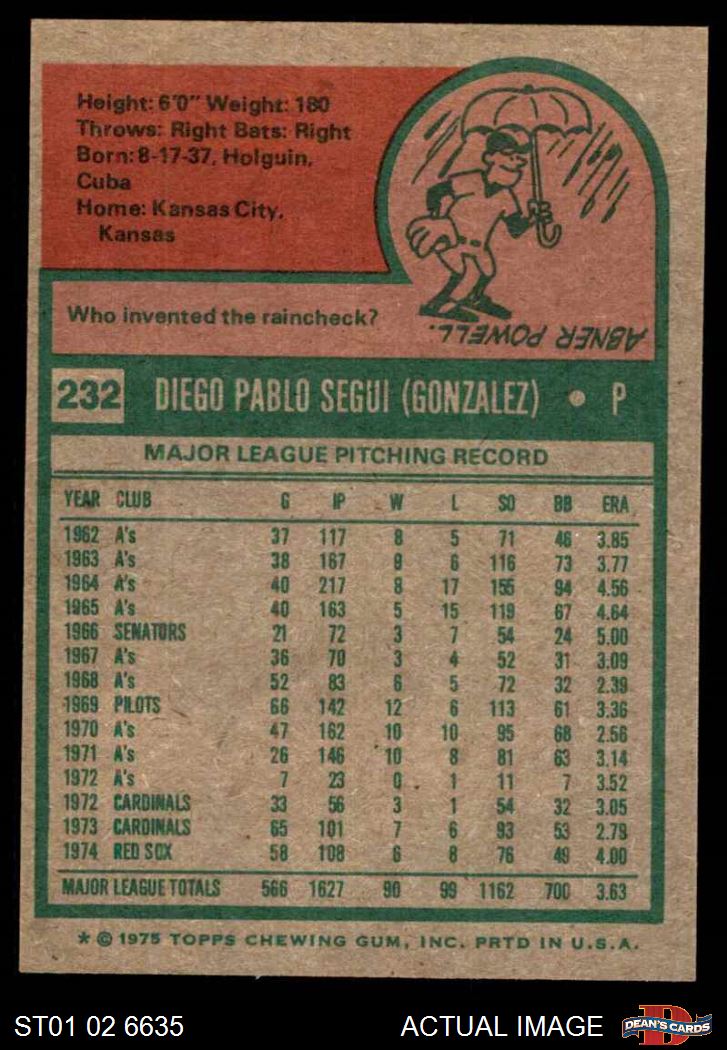 Height: 6'0" Weight: 180
Throws: Right Bats: Right
Born: 8-17-37, Holguin,
Cuba
Home: Kansas City,
Kansas
Who invented the raincheck?
ABNER POWELL.
232 DIEGO PABLO SEGUI (GONZALEZ) • P
MAJOR LEAGUE PITCHING RECORD
YEAR CLUB G IP W L SO BB ERA
1962 A's 37 117 8 5 71 46 3.85
1963 A's 38 167 9 6 116 73 3.77
1964 A's 40 217 8 17 155 94 4.56
1965 A's 40 163 5 15 119 67 4.64
1966 SENATORS 21 72 3 7 54 24 5.00
1967 A's 36 70 3 4 52 31 3.09
1968 A's 52 83 6 5 72 32 2.39
1969 PILOTS 66 142 12 6 113 61 3.36
1970 A's 47 162 10 10 95 68 2.56
1971 A's 26 146 10 8 81 63 3.14
1972 A's 7 23 0 1 11 7 3.52
1972 CARDINALS 33 56 3 1 54 32 3.05
1973 CARDINALS 65 101 7 6 93 53 2.79
1974 RED SOX 58 108 6 8 76 49 4.00
MAJOR LEAGUE TOTALS 566 1627 90 99 1162 700 3.63
* © 1975 TOPPS CHEWING GUM, INC. PRTD IN U.S.A.
ST01 02 6635 ACTUAL IMAGE D DEAN'S CARDS